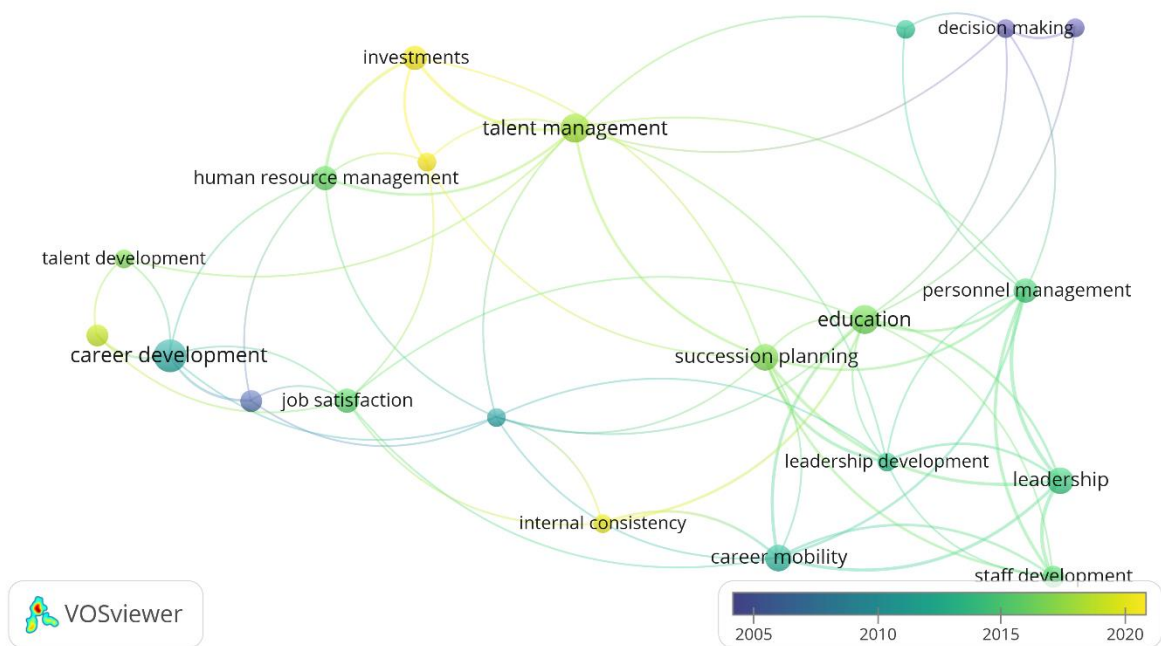 decision making
investments
talent management
human resource management
talent development
personnel management
education
career development
succession planning
job satisfaction
leadership development
leadership
internal consistency
career mobility
staff development
VOSviewer
2005
2010
2015
2020